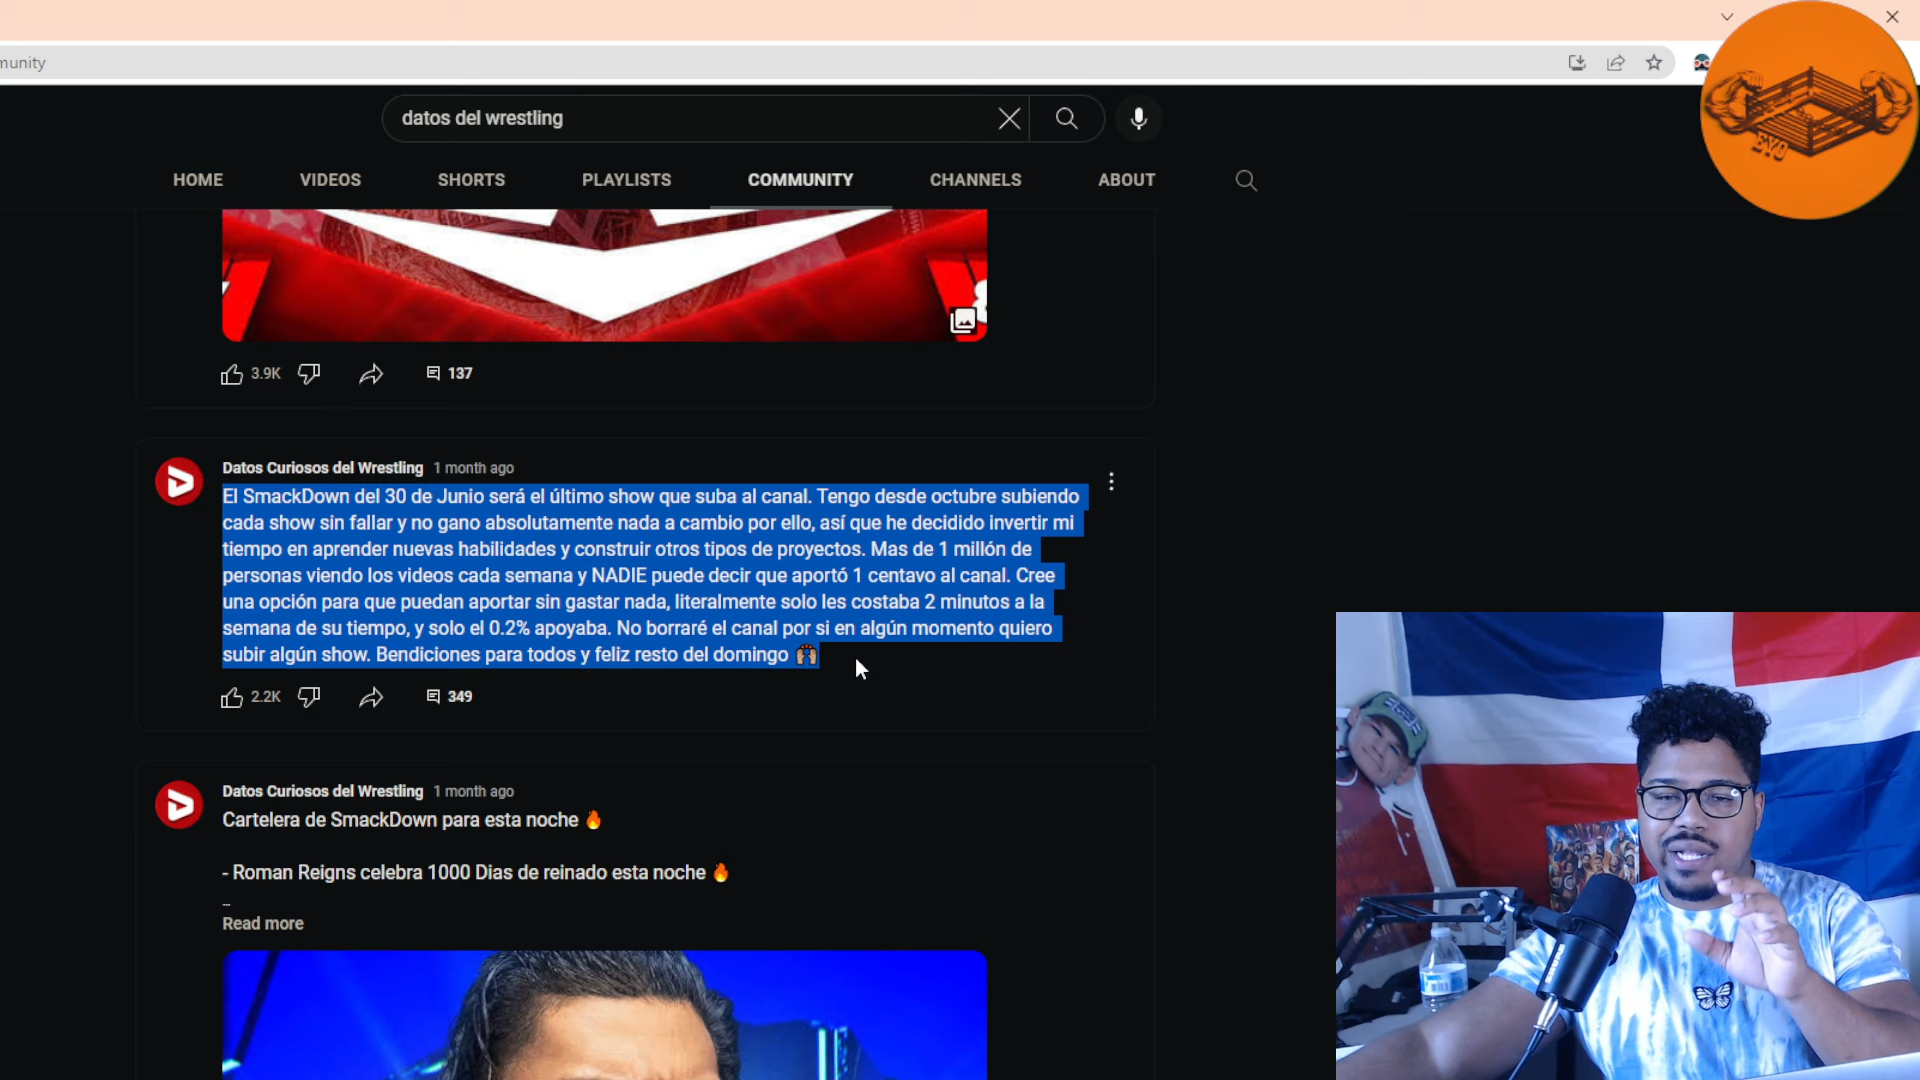 munity
datos del wrestling
EYO
HOME VIDEOS SHORTS PLAYLISTS COMMUNITY CHANNELS ABOUT
3.9K 137
Datos Curiosos del Wrestling 1 month ago
El SmackDown del 30 de Junio será el último show que suba al canal. Tengo desde octubre subiendo
cada show sin fallar y no gano absolutamente nada a cambio por ello, así que he decidido invertir mi
tiempo en aprender nuevas habilidades y construir otros tipos de proyectos. Mas de 1 millón de
personas viendo los videos cada semana y NADIE puede decir que aportó 1 centavo al canal. Cree
una opción para que puedan aportar sin gastar nada, literalmente solo les costaba 2 minutos a la
semana de su tiempo, y solo el 0.2% apoyaba. No borraré el canal por si en algún momento quiero
subir algún show. Bendiciones para todos y feliz resto del domingo 🙌🏽
2.2K 349
Datos Curiosos del Wrestling 1 month ago
Cartelera de SmackDown para esta noche 🔥
- Roman Reigns celebra 1000 Dias de reinado esta noche 🔥
...
Read more